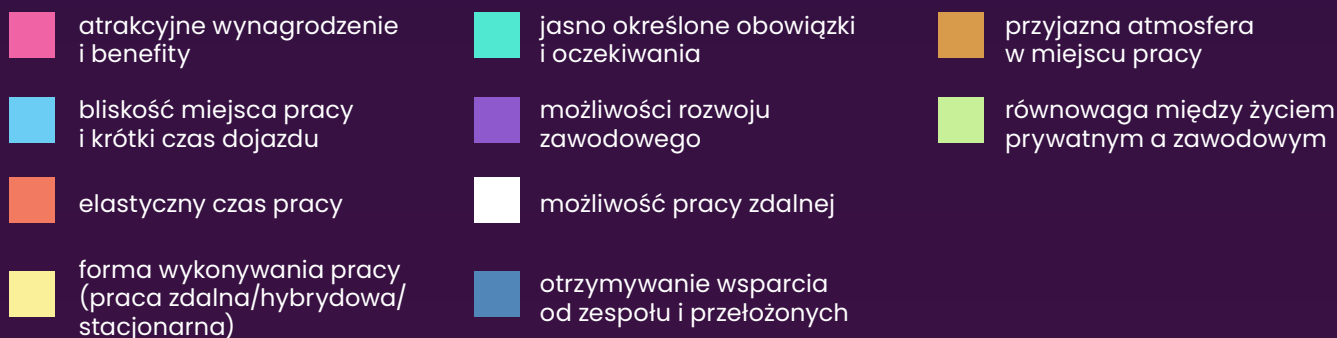 atrakcyjne wynagrodzenie
i benefity
bliskość miejsca pracy
i krótki czas dojazdu
elastyczny czas pracy
forma wykonywania pracy
(praca zdalna/hybrydowa/
stacjonarna)
jasno określone obowiązki
i oczekiwania
możliwości rozwoju
zawodowego
możliwość pracy zdalnej
otrzymywanie wsparcia
od zespołu i przełożonych
przyjazna atmosfera
w miejscu pracy
równowaga między życiem
prywatnym a zawodowym